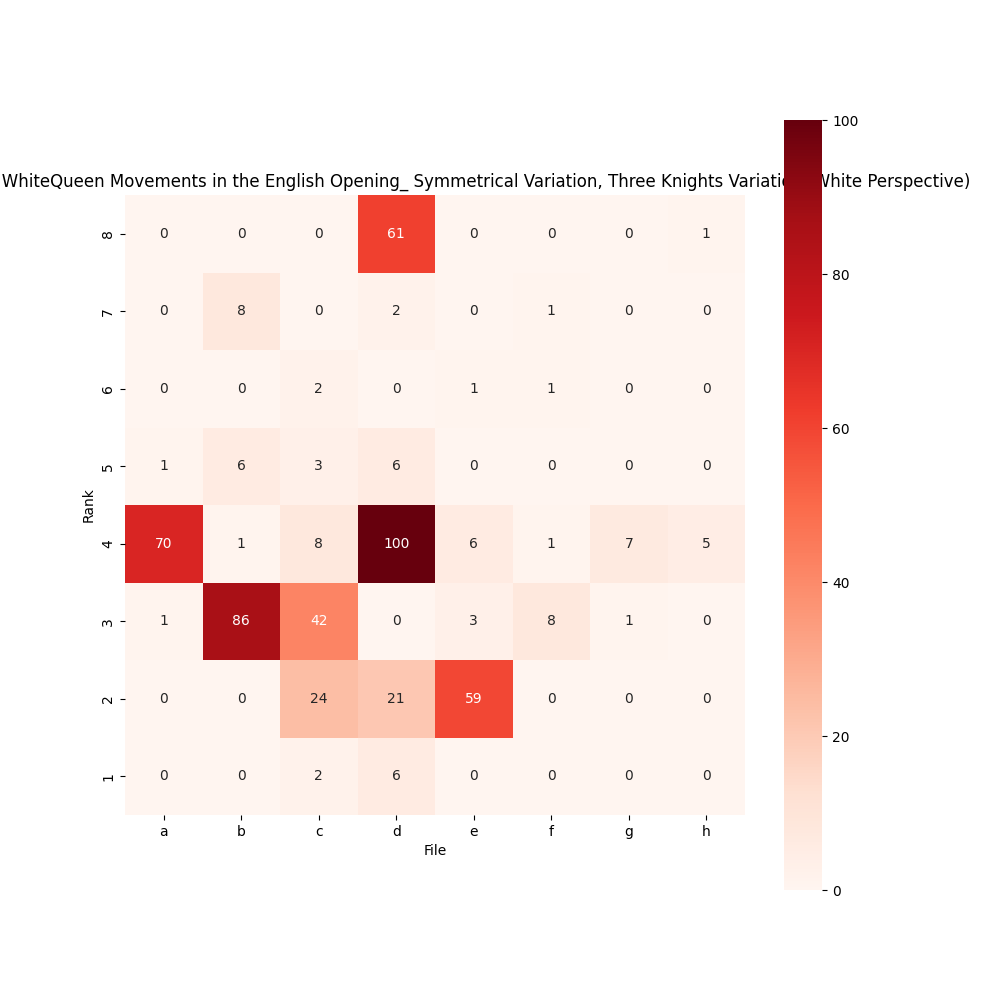 100
WhiteQueen Movements in the English Opening_ Symmetrical Variation, Three Knights Variation (White Perspective)
8 0 0 0 61 0 0 0 1
80
7 0 8 0 2 0 1 0 0
6 0 0 2 0 1 1 0 0
60
5 1 6 3 6 0 0 0 0
Rank
4 70 1 8 100 6 1 7 5
40
3 1 86 42 0 3 8 1 0
2 0 0 24 21 59 0 0 0
20
1 0 0 2 6 0 0 0 0
a b c d e f g h
File
0